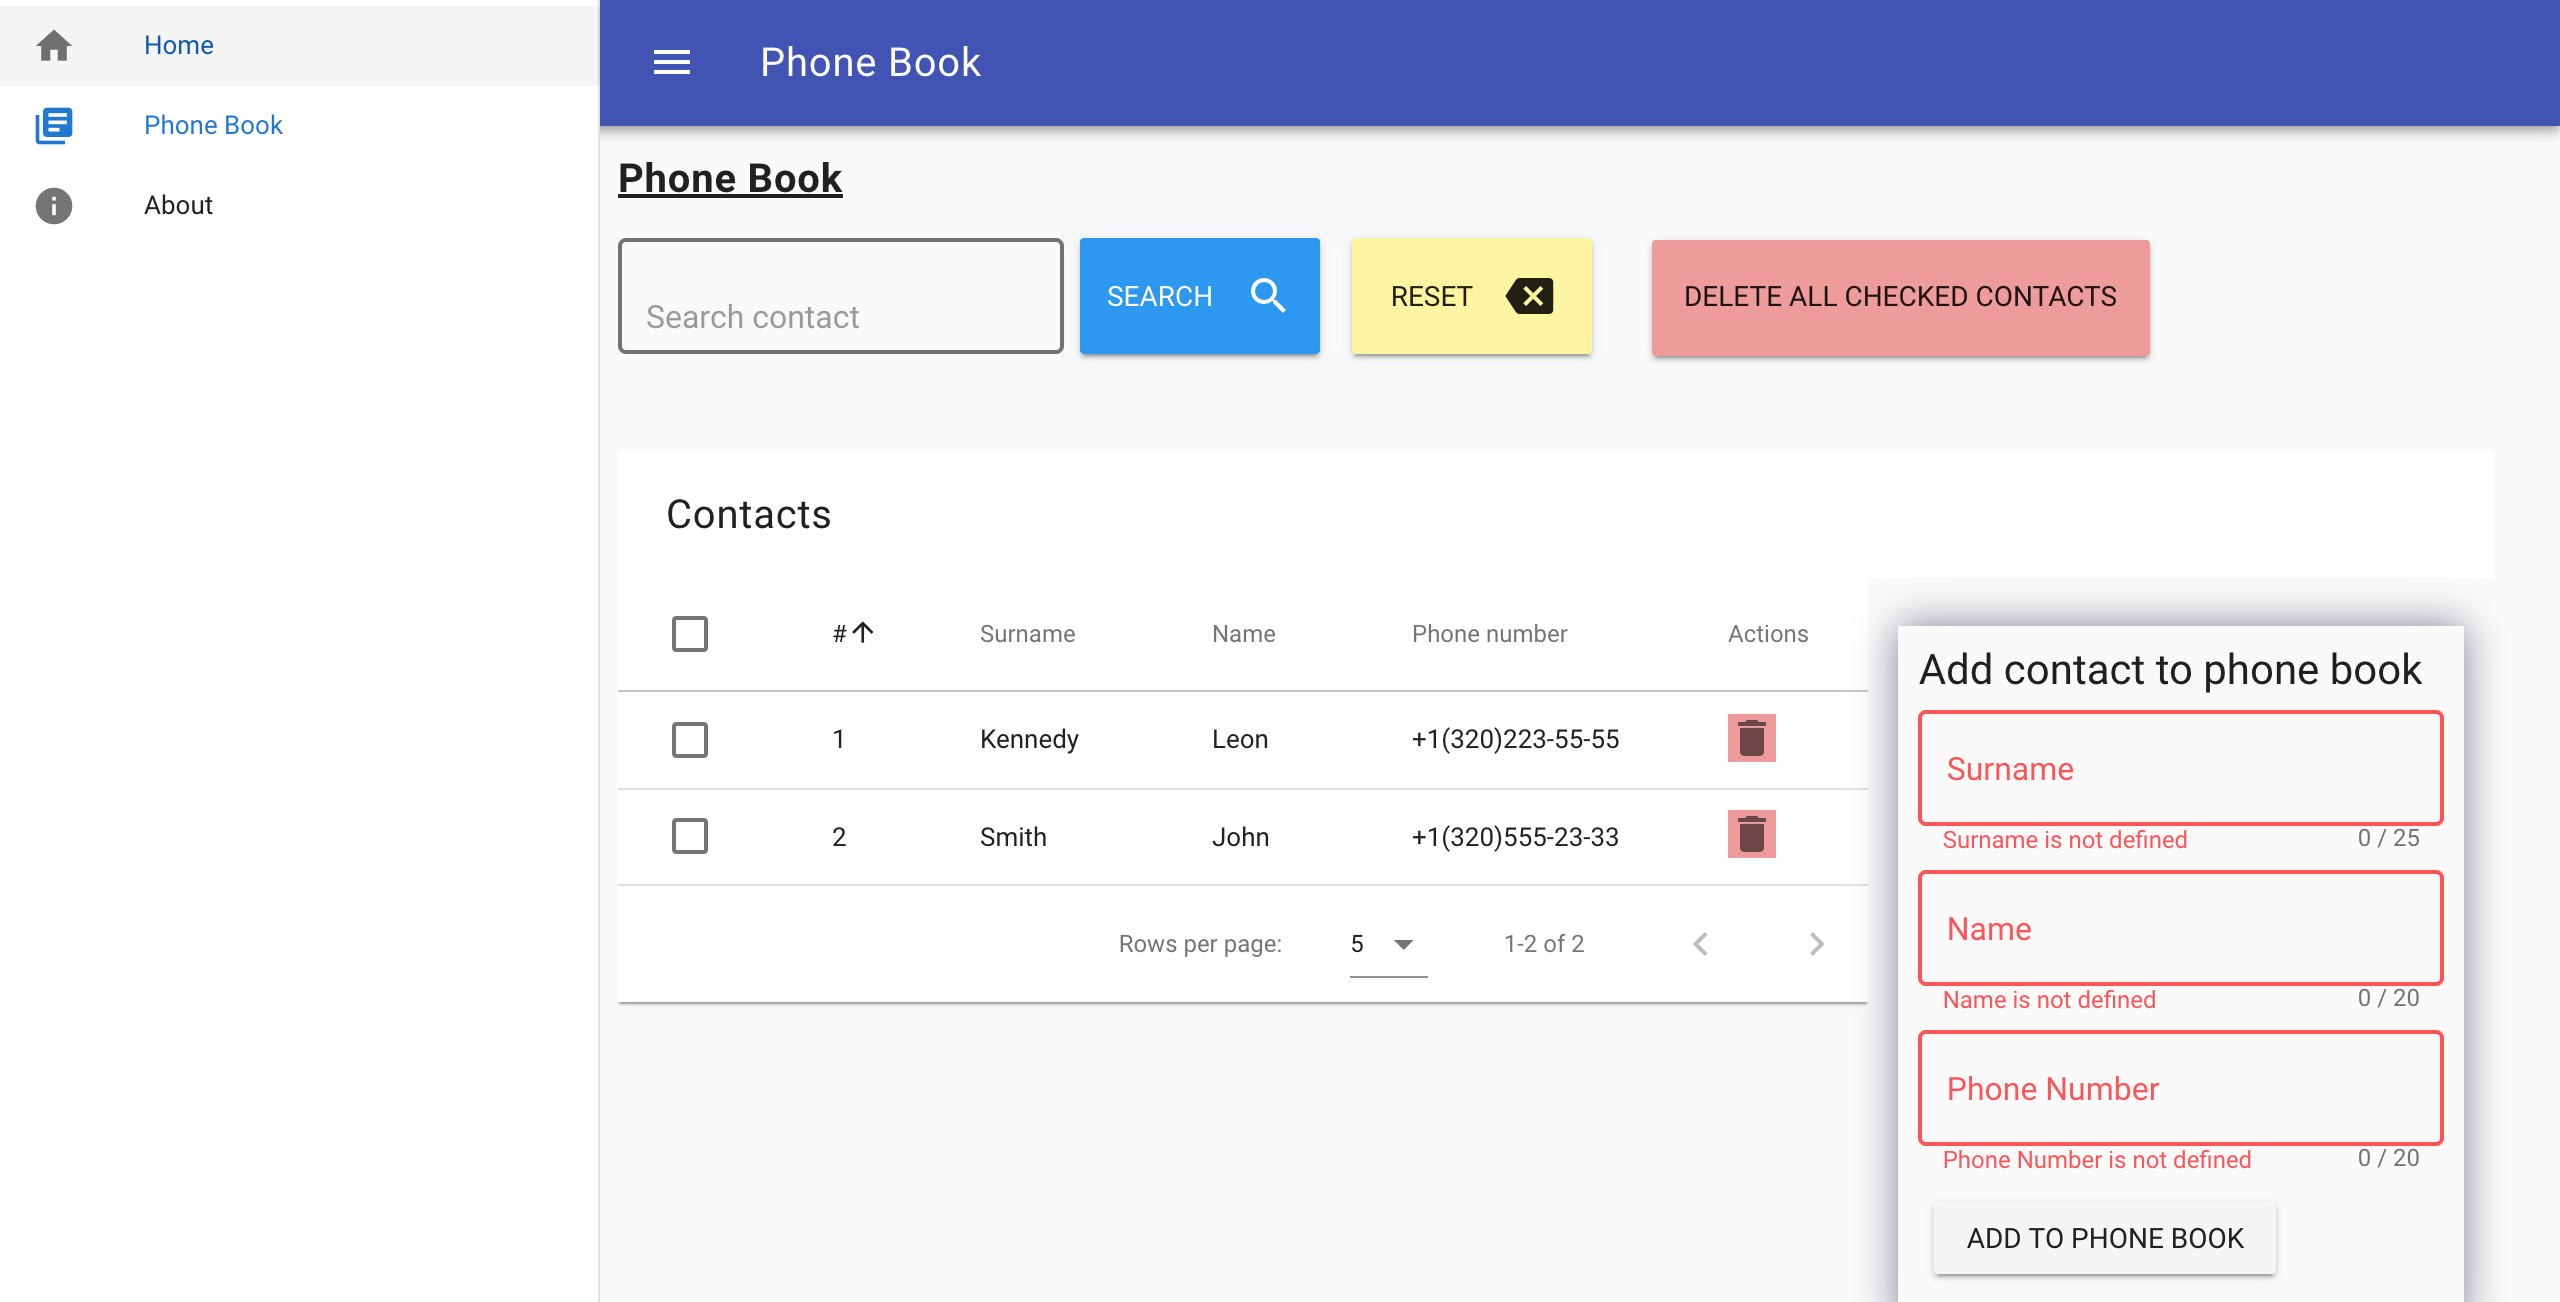 Home
Phone Book
About
Phone Book
Phone Book
Search contact
SEARCH
RESET
DELETE ALL CHECKED CONTACTS
Contacts
# Surname Name Phone number Actions
1 Kennedy Leon +1(320)223-55-55
2 Smith John +1(320)555-23-33
Rows per page: 5 1-2 of 2
Add contact to phone book
Surname
Surname is not defined 0 / 25
Name
Name is not defined 0 / 20
Phone Number
Phone Number is not defined 0 / 20
ADD TO PHONE BOOK